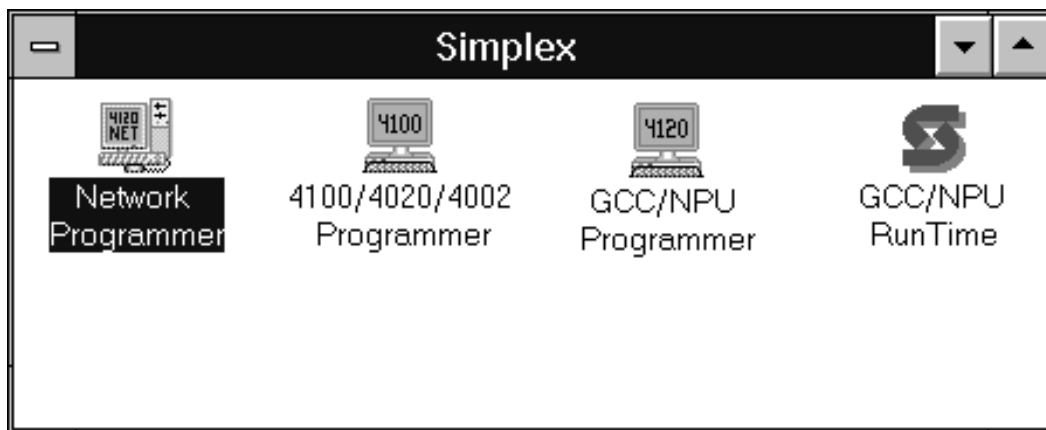 Simplex
4120
NET
4100
4120
Network
Programmer
4100/4020/4002
Programmer
GCC/NPU
Programmer
GCC/NPU
RunTime